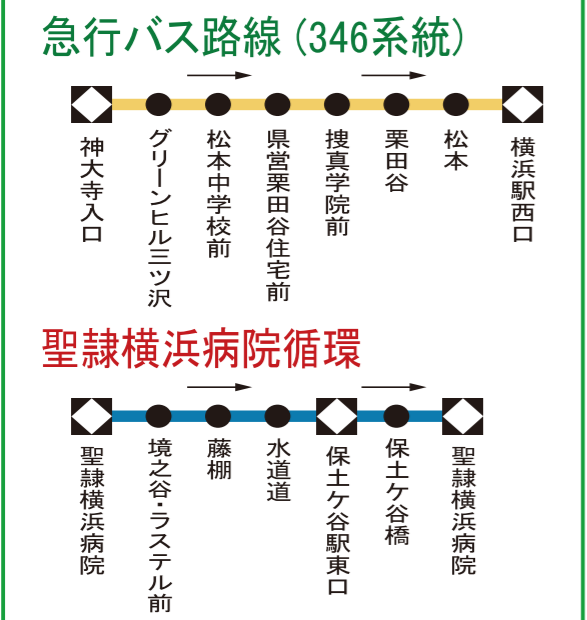 急行バス路線（346系統）
神大寺入口
グリーンヒル三ツ沢
松本中学校前
県営栗田谷住宅前
捜真学院前
栗田谷
松本
横浜駅西口
聖隷横浜病院循環
聖隷横浜病院
境之谷・ラステル前
藤棚
水道道
保土ケ谷駅東口
保土ケ谷橋
聖隷横浜病院